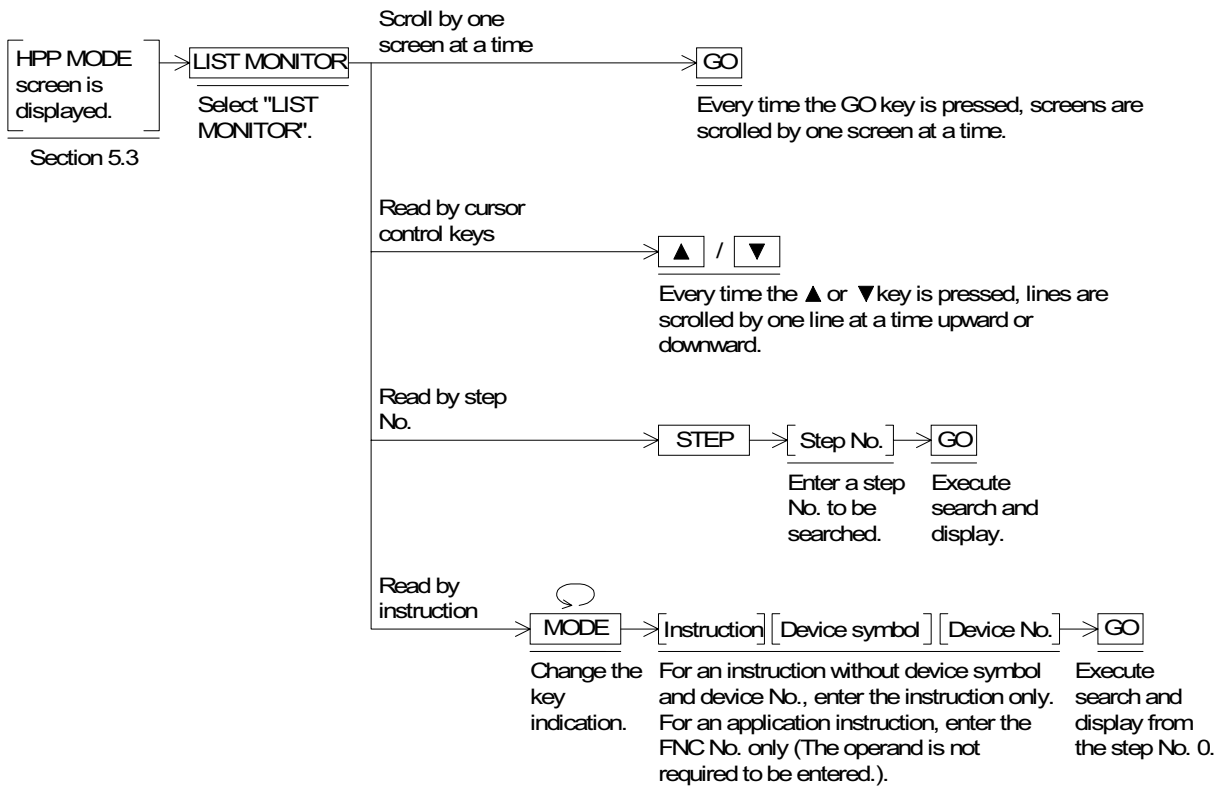 HPP MODE
screen is
displayed.
Section 5.3
LIST MONITOR
Select "LIST
MONITOR".
Scroll by one
screen at a time
GO
Every time the GO key is pressed, screens are
scrolled by one screen at a time.
Read by cursor
control keys
▲ / ▼
Every time the ▲ or ▼ key is pressed, lines are
scrolled by one line at a time upward or
downward.
Read by step
No.
STEP
Step No.
GO
Enter a step
No. to be
searched.
Execute
search and
display.
Read by
instruction
MODE
Instruction
Device symbol
Device No.
GO
Change the
key
indication.
For an instruction without device symbol
and device No., enter the instruction only.
For an application instruction, enter the
FNC No. only (The operand is not
required to be entered.).
Execute
search and
display from
the step No. 0.